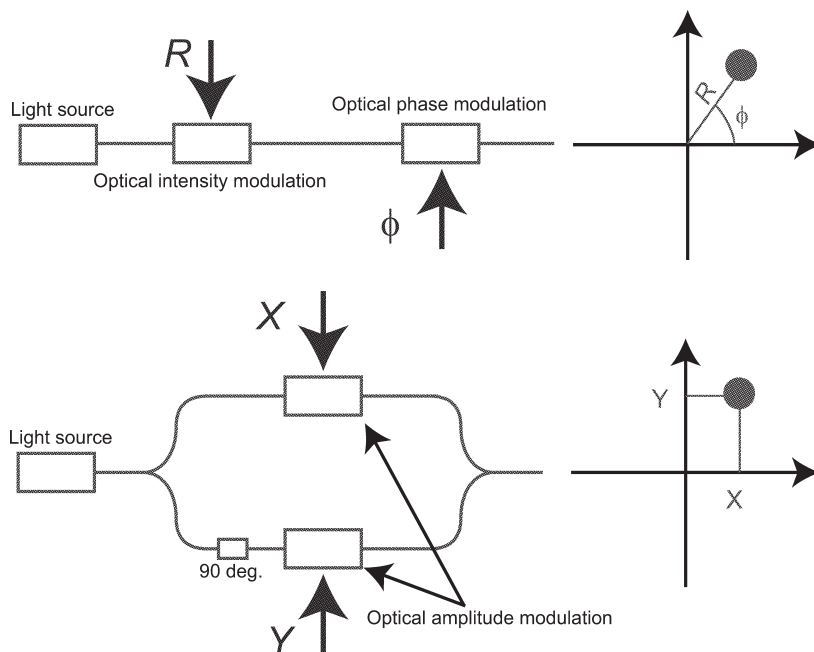 R
Light source
Optical phase modulation
Optical intensity modulation
ϕ
R
ϕ
X
Light source
90 deg.
Optical amplitude modulation
Y
Y
X